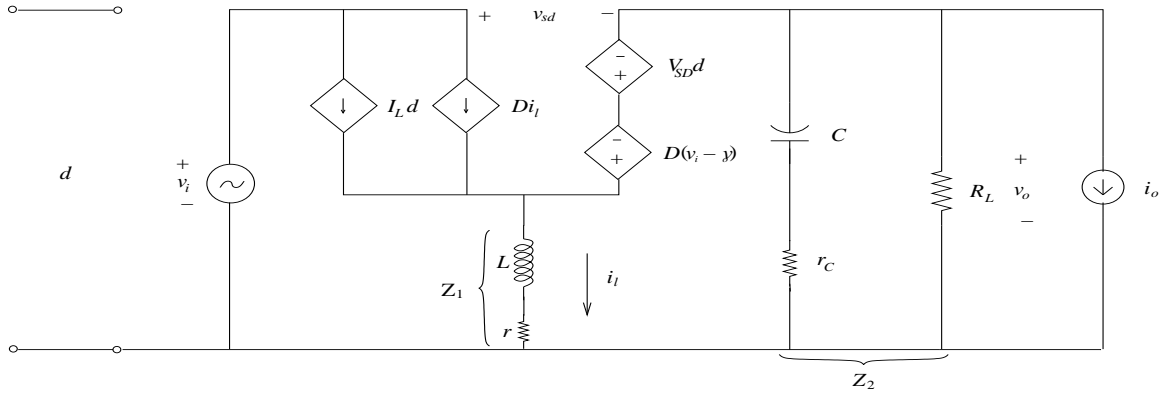 + v_sd −
− V_SD d
+
I_L d
D i_l
−
+ D(v_i − y)
C
d
+
v_i
−
R_L
+
v_o
−
i_o
L
Z_1
i_l
r_C
r
Z_2